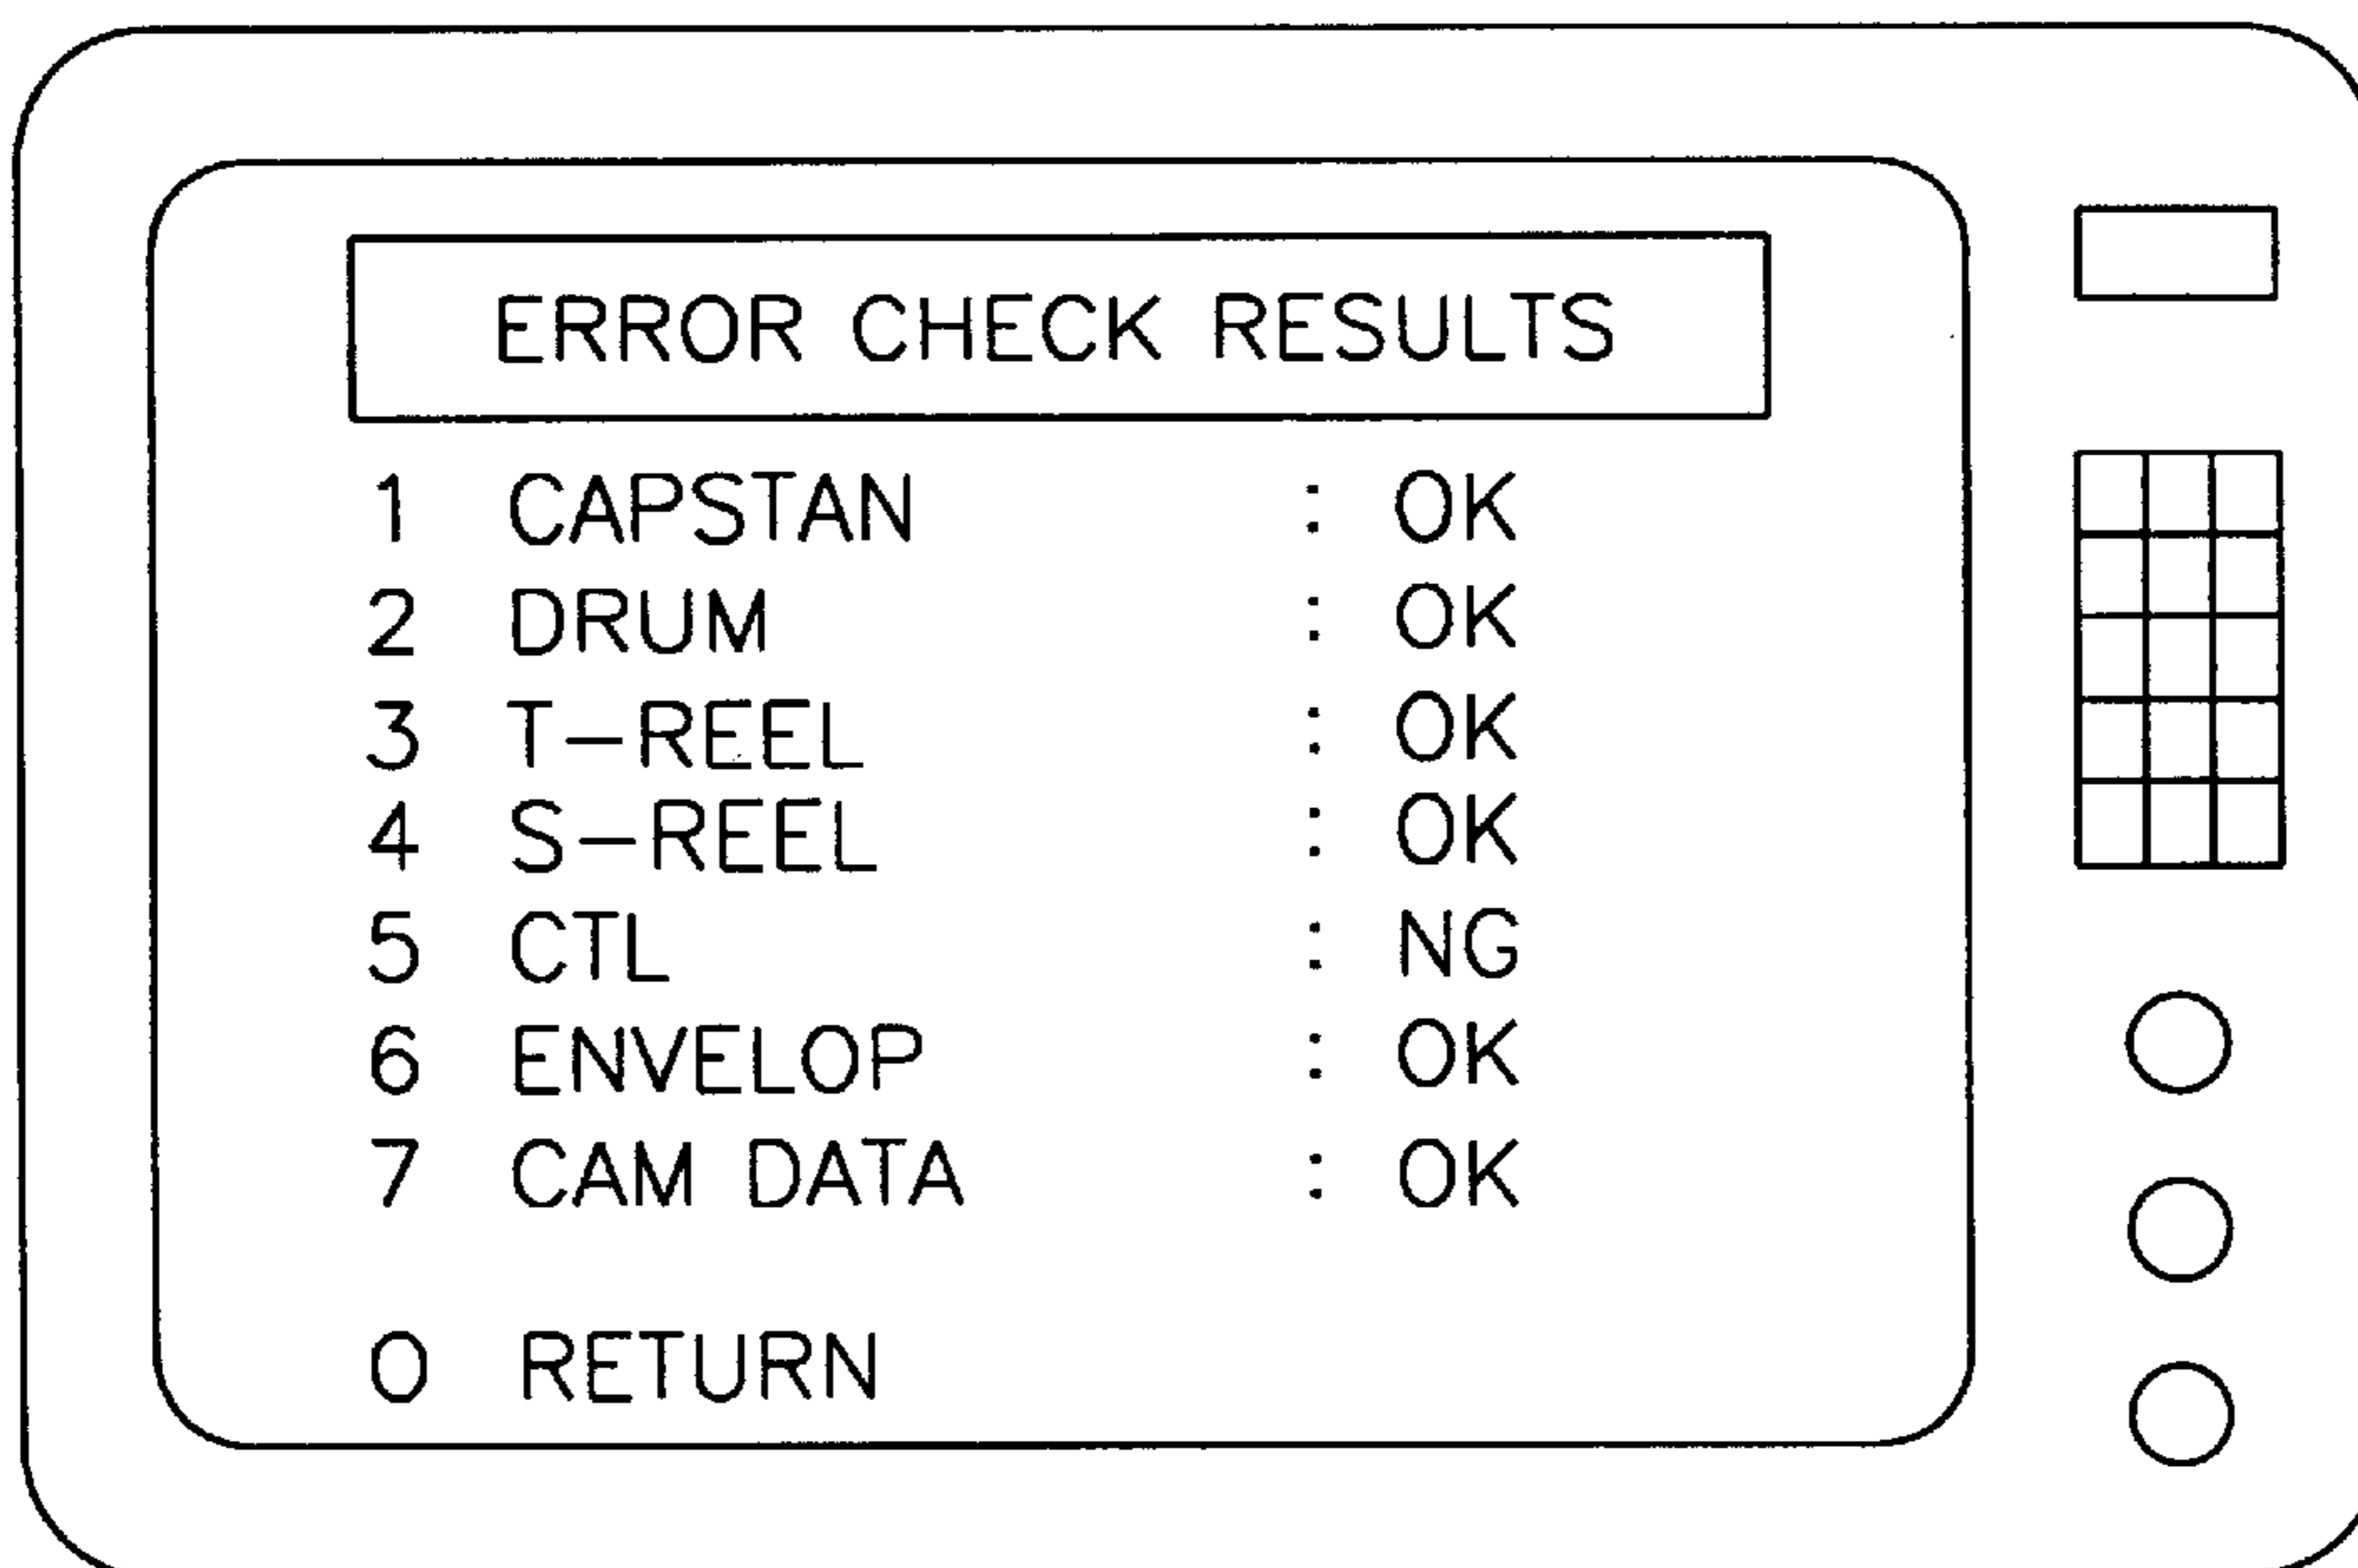 ERROR CHECK RESULTS
1 CAPSTAN : OK
2 DRUM : OK
3 T-REEL : OK
4 S-REEL : OK
5 CTL : NG
6 ENVELOP : OK
7 CAM DATA : OK
0 RETURN